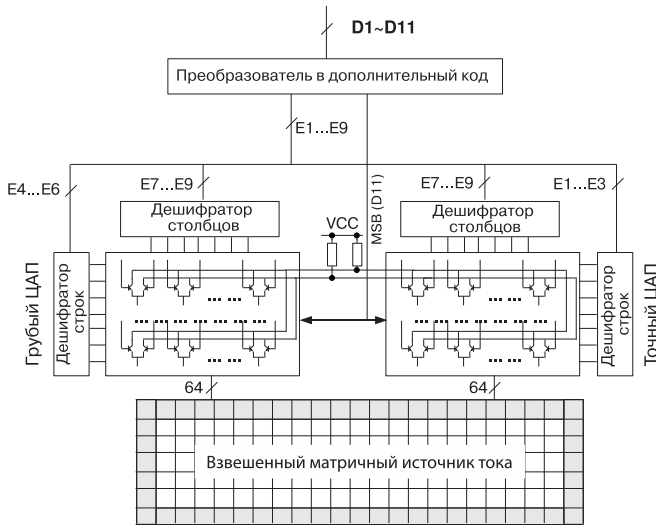 D1~D11
Преобразователь в дополнительный код
E1...E9
E4...E6
E7...E9
E7...E9
E1...E3
Дешифратор
столбцов
VCC
MSB (D11)
Дешифратор
столбцов
Грубый ЦАП
Дешифратор
строк
Дешифратор
строк
Точный ЦАП
64
64
Взвешенный матричный источник тока